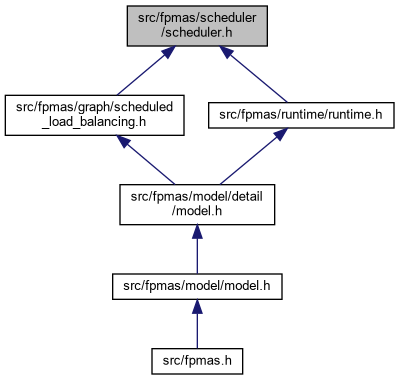 src/fpmas/scheduler
/scheduler.h
src/fpmas/graph/scheduled
_load_balancing.h
src/fpmas/runtime/runtime.h
src/fpmas/model/detail
/model.h
src/fpmas/model/model.h
src/fpmas.h